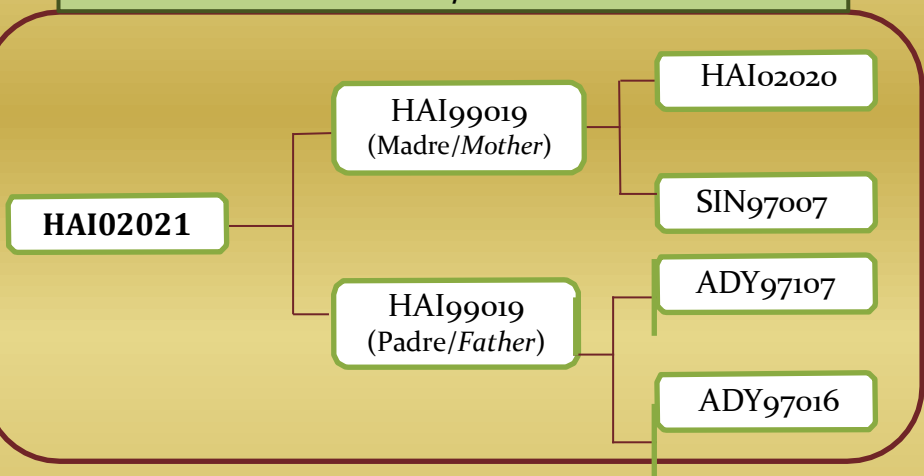 HAI02021
HAI99019
(Madre/Mother)
HAI99019
(Padre/Father)
HAI02020
SIN97007
ADY97107
ADY97016